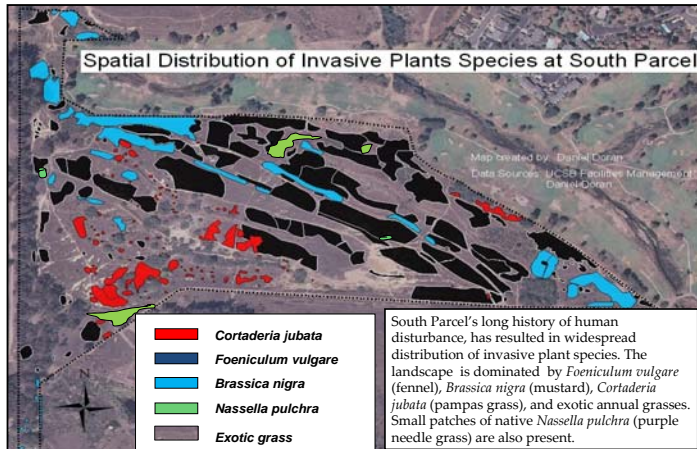 Spatial Distribution of Invasive Plants Species at South Parcel
Map created by: Daniel Doran
Data Sources: UCSB Facilities Management
Daniel Doran
Cortaderia jubata
Foeniculum vulgare
Brassica nigra
Nassella pulchra
Exotic grass
South Parcel's long history of human
disturbance, has resulted in widespread
distribution of invasive plant species. The
landscape is dominated by Foeniculum vulgare
(fennel), Brassica nigra (mustard), Cortaderia
jubata (pampas grass), and exotic annual grasses.
Small patches of native Nassella pulchra (purple
needle grass) are also present.